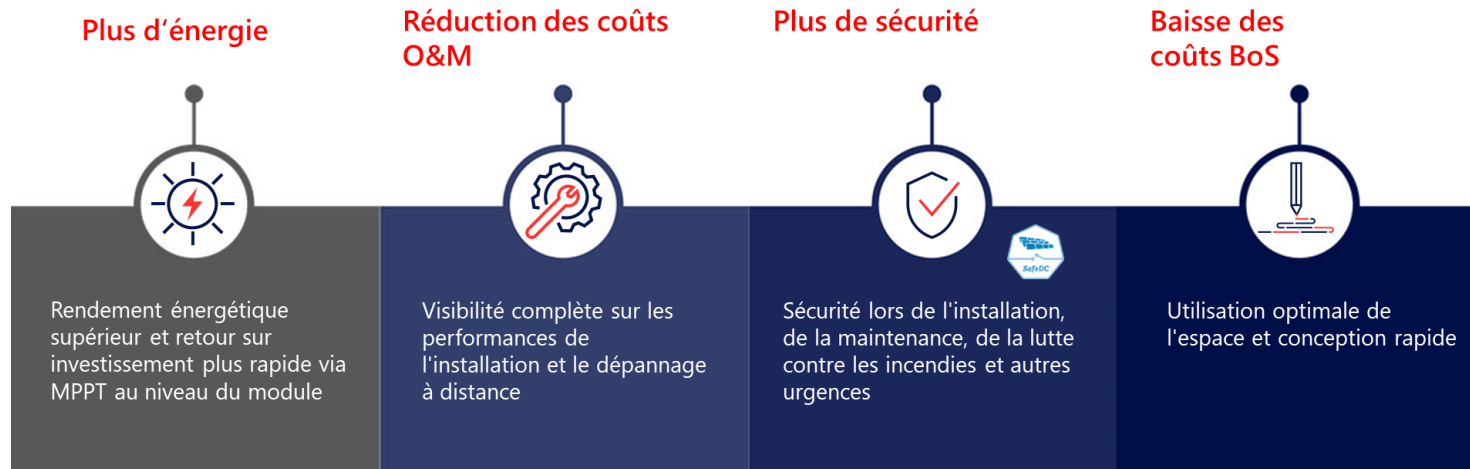 Plus d‘énergie
Réduction des coûts
O&M
Plus de sécurité
Baisse des
coûts BoS
Rendement énergétique
supérieur et retour sur
investissement plus rapide via
MPPT au niveau du module
Visibilité complète sur les
performances de
l'installation et le dépannage
à distance
SafeDC
Sécurité lors de l'installation,
de la maintenance, de la lutte
contre les incendies et autres
urgences
Utilisation optimale de
l'espace et conception rapide